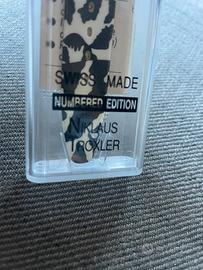 SWISS MADE
NUMBERED EDITION
NIKLAUS
TROXLER